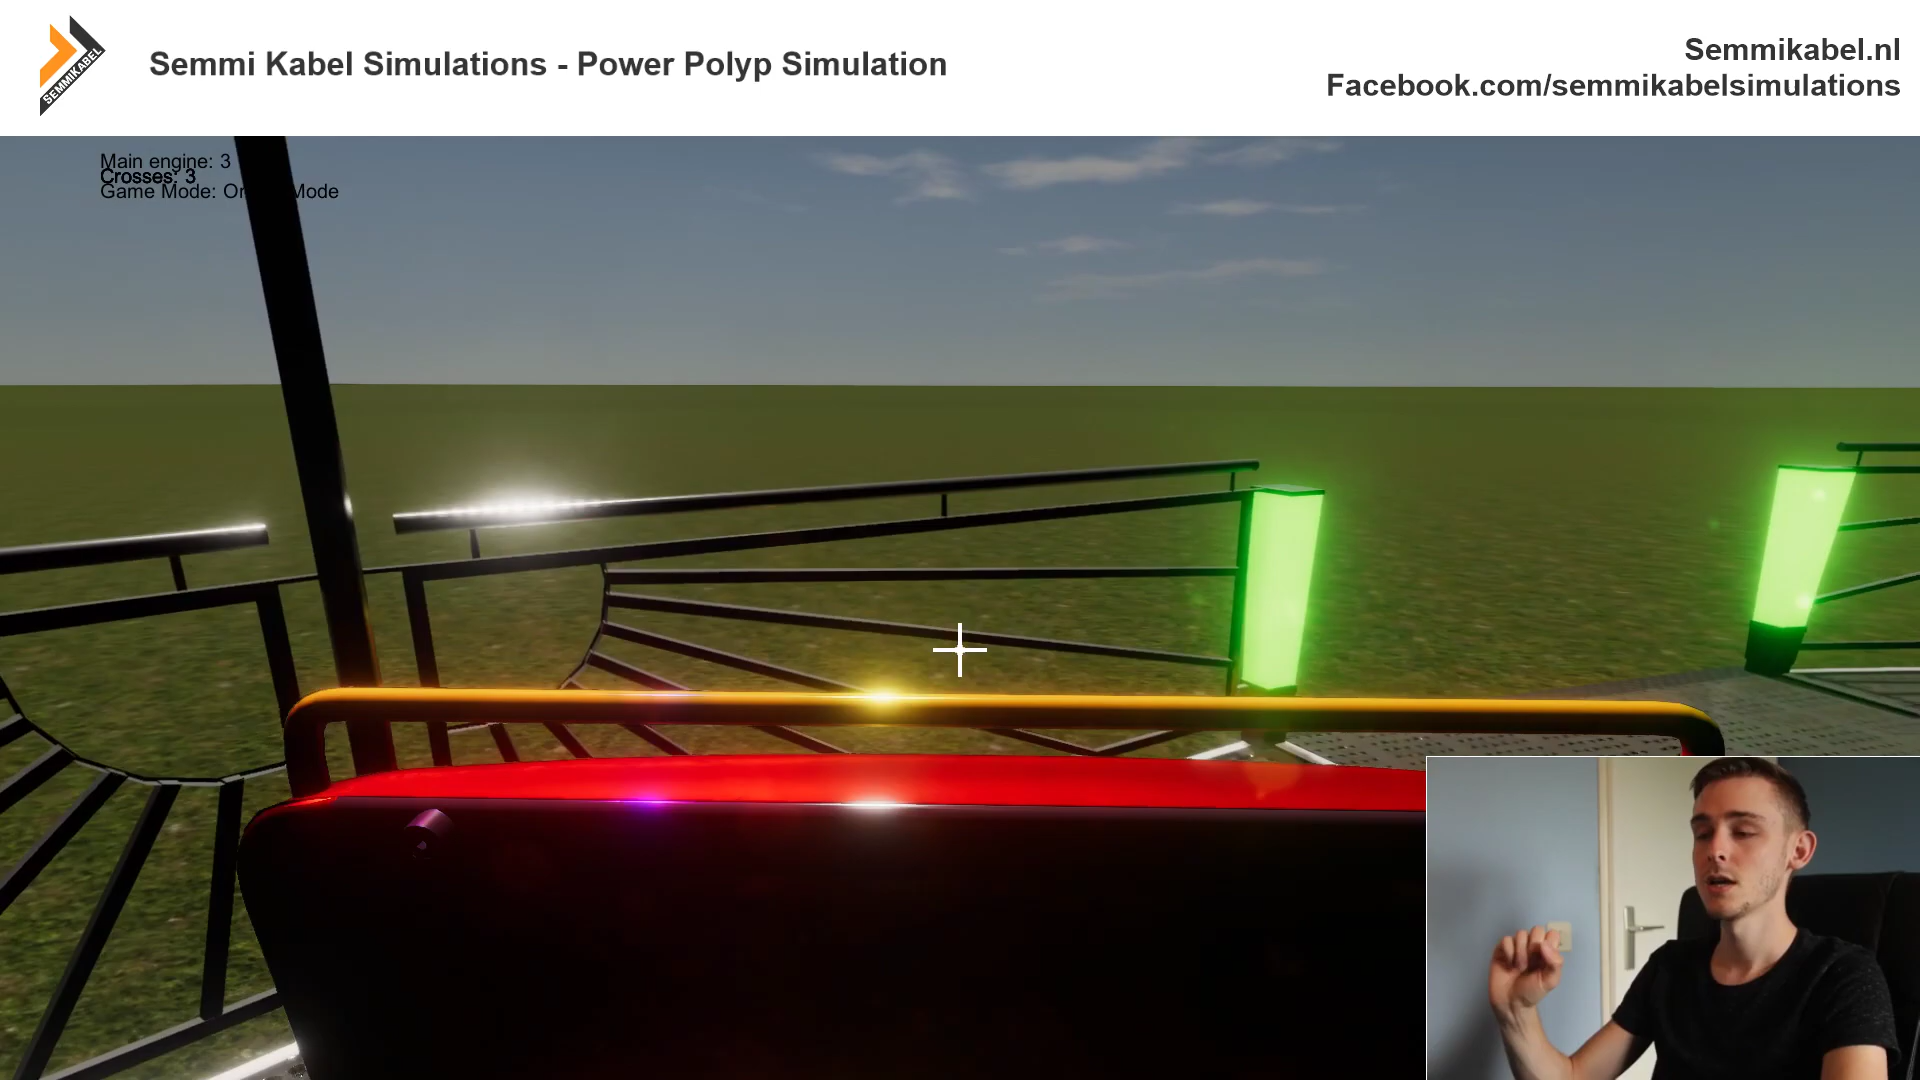 SEMMIKABEL
Semmi Kabel Simulations - Power Polyp Simulation
Semmikabel.nl
Facebook.com/semmikabelsimulations
Main engine: 3
Crosses: 3
Game Mode: Mode